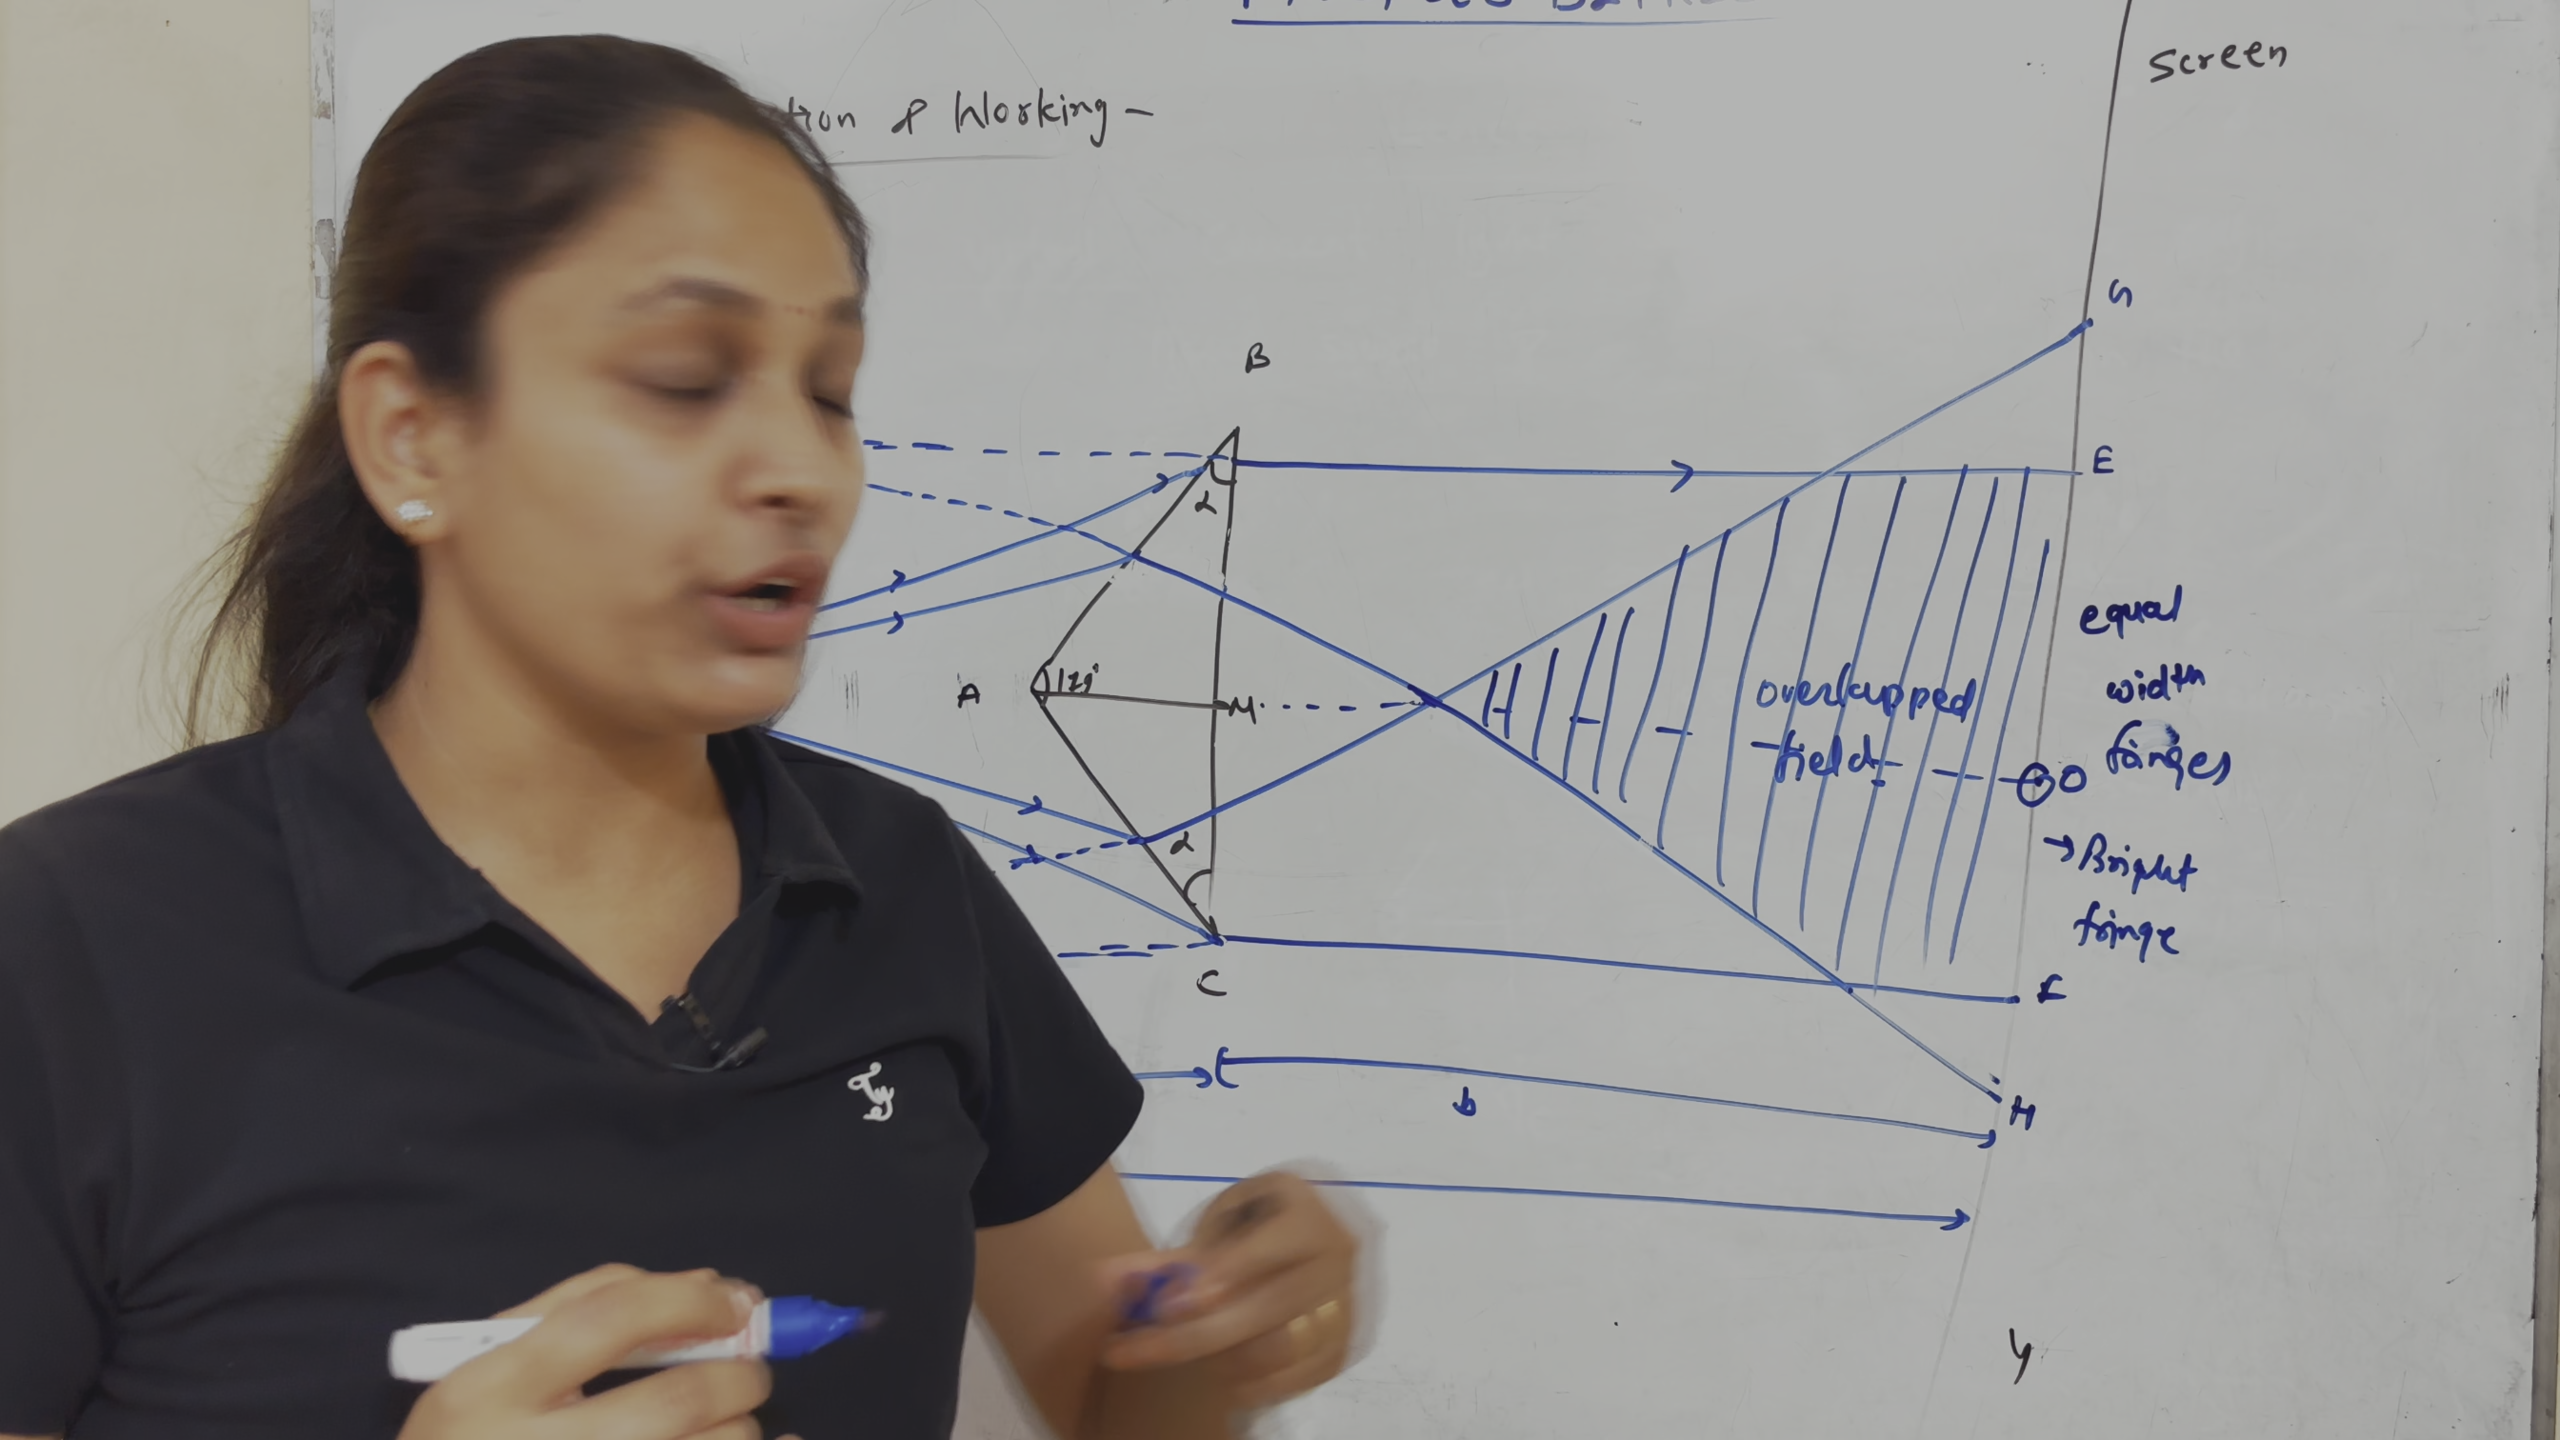 Screen
tion & Working -
G
B
E
α
equal
width
fringes
A
M
overlapped
field
O
α
→ Bright
fringe
C
F
b
H
Y